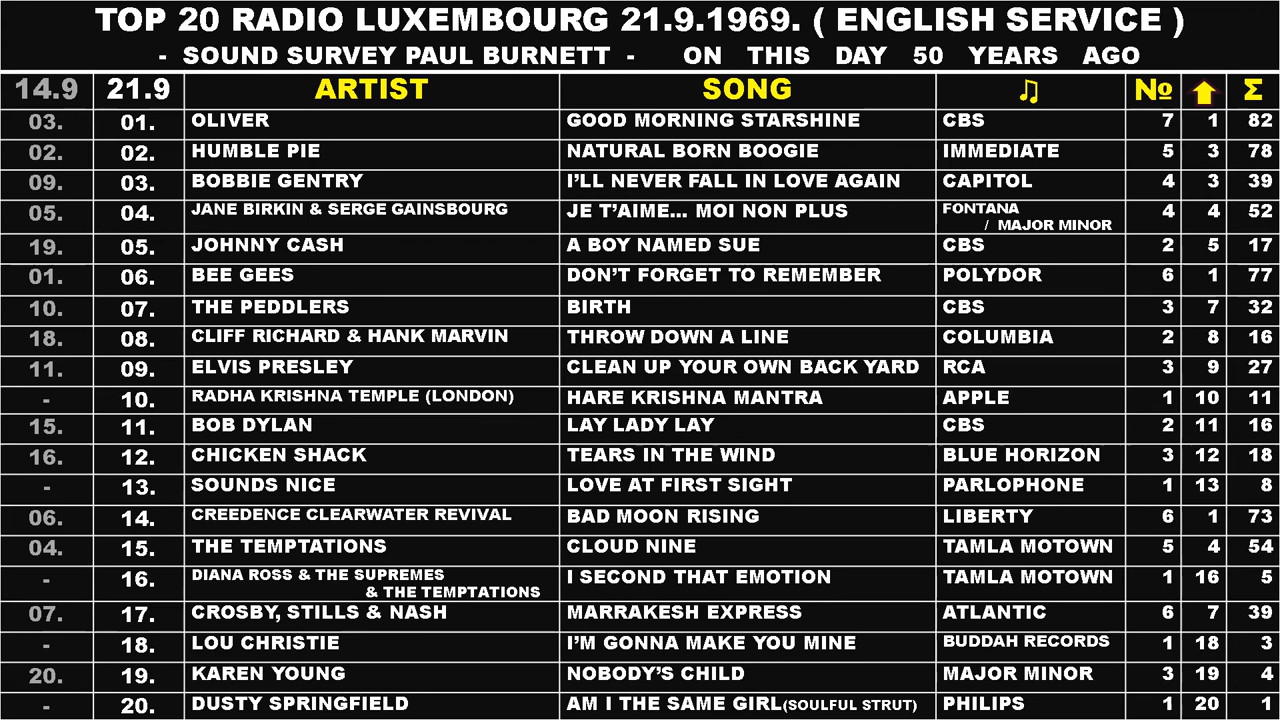 TOP 20 RADIO LUXEMBOURG 21.9.1969. ( ENGLISH SERVICE )
- SOUND SURVEY PAUL BURNETT - ON THIS DAY 50 YEARS AGO
14.9 21.9 ARTIST SONG ♫ № ⬆ Σ
03. 01. OLIVER GOOD MORNING STARSHINE CBS 7 1 82
02. 02. HUMBLE PIE NATURAL BORN BOOGIE IMMEDIATE 5 3 78
09. 03. BOBBIE GENTRY I’LL NEVER FALL IN LOVE AGAIN CAPITOL 4 3 39
05. 04. JANE BIRKIN & SERGE GAINSBOURG JE T’AIME... MOI NON PLUS FONTANA 4 4 52
/ MAJOR MINOR
19. 05. JOHNNY CASH A BOY NAMED SUE CBS 2 5 17
01. 06. BEE GEES DON’T FORGET TO REMEMBER POLYDOR 6 1 77
10. 07. THE PEDDLERS BIRTH CBS 3 7 32
18. 08. CLIFF RICHARD & HANK MARVIN THROW DOWN A LINE COLUMBIA 2 8 16
11. 09. ELVIS PRESLEY CLEAN UP YOUR OWN BACK YARD RCA 3 9 27
- 10. RADHA KRISHNA TEMPLE (LONDON) HARE KRISHNA MANTRA APPLE 1 10 11
15. 11. BOB DYLAN LAY LADY LAY CBS 2 11 16
16. 12. CHICKEN SHACK TEARS IN THE WIND BLUE HORIZON 3 12 18
- 13. SOUNDS NICE LOVE AT FIRST SIGHT PARLOPHONE 1 13 8
06. 14. CREEDENCE CLEARWATER REVIVAL BAD MOON RISING LIBERTY 6 1 73
04. 15. THE TEMPTATIONS CLOUD NINE TAMLA MOTOWN 5 4 54
- 16. DIANA ROSS & THE SUPREMES I SECOND THAT EMOTION TAMLA MOTOWN 1 16 5
& THE TEMPTATIONS
07. 17. CROSBY, STILLS & NASH MARRAKESH EXPRESS ATLANTIC 6 7 39
- 18. LOU CHRISTIE I’M GONNA MAKE YOU MINE BUDDAH RECORDS 1 18 3
20. 19. KAREN YOUNG NOBODY’S CHILD MAJOR MINOR 3 19 4
- 20. DUSTY SPRINGFIELD AM I THE SAME GIRL(SOULFUL STRUT) PHILIPS 1 20 1